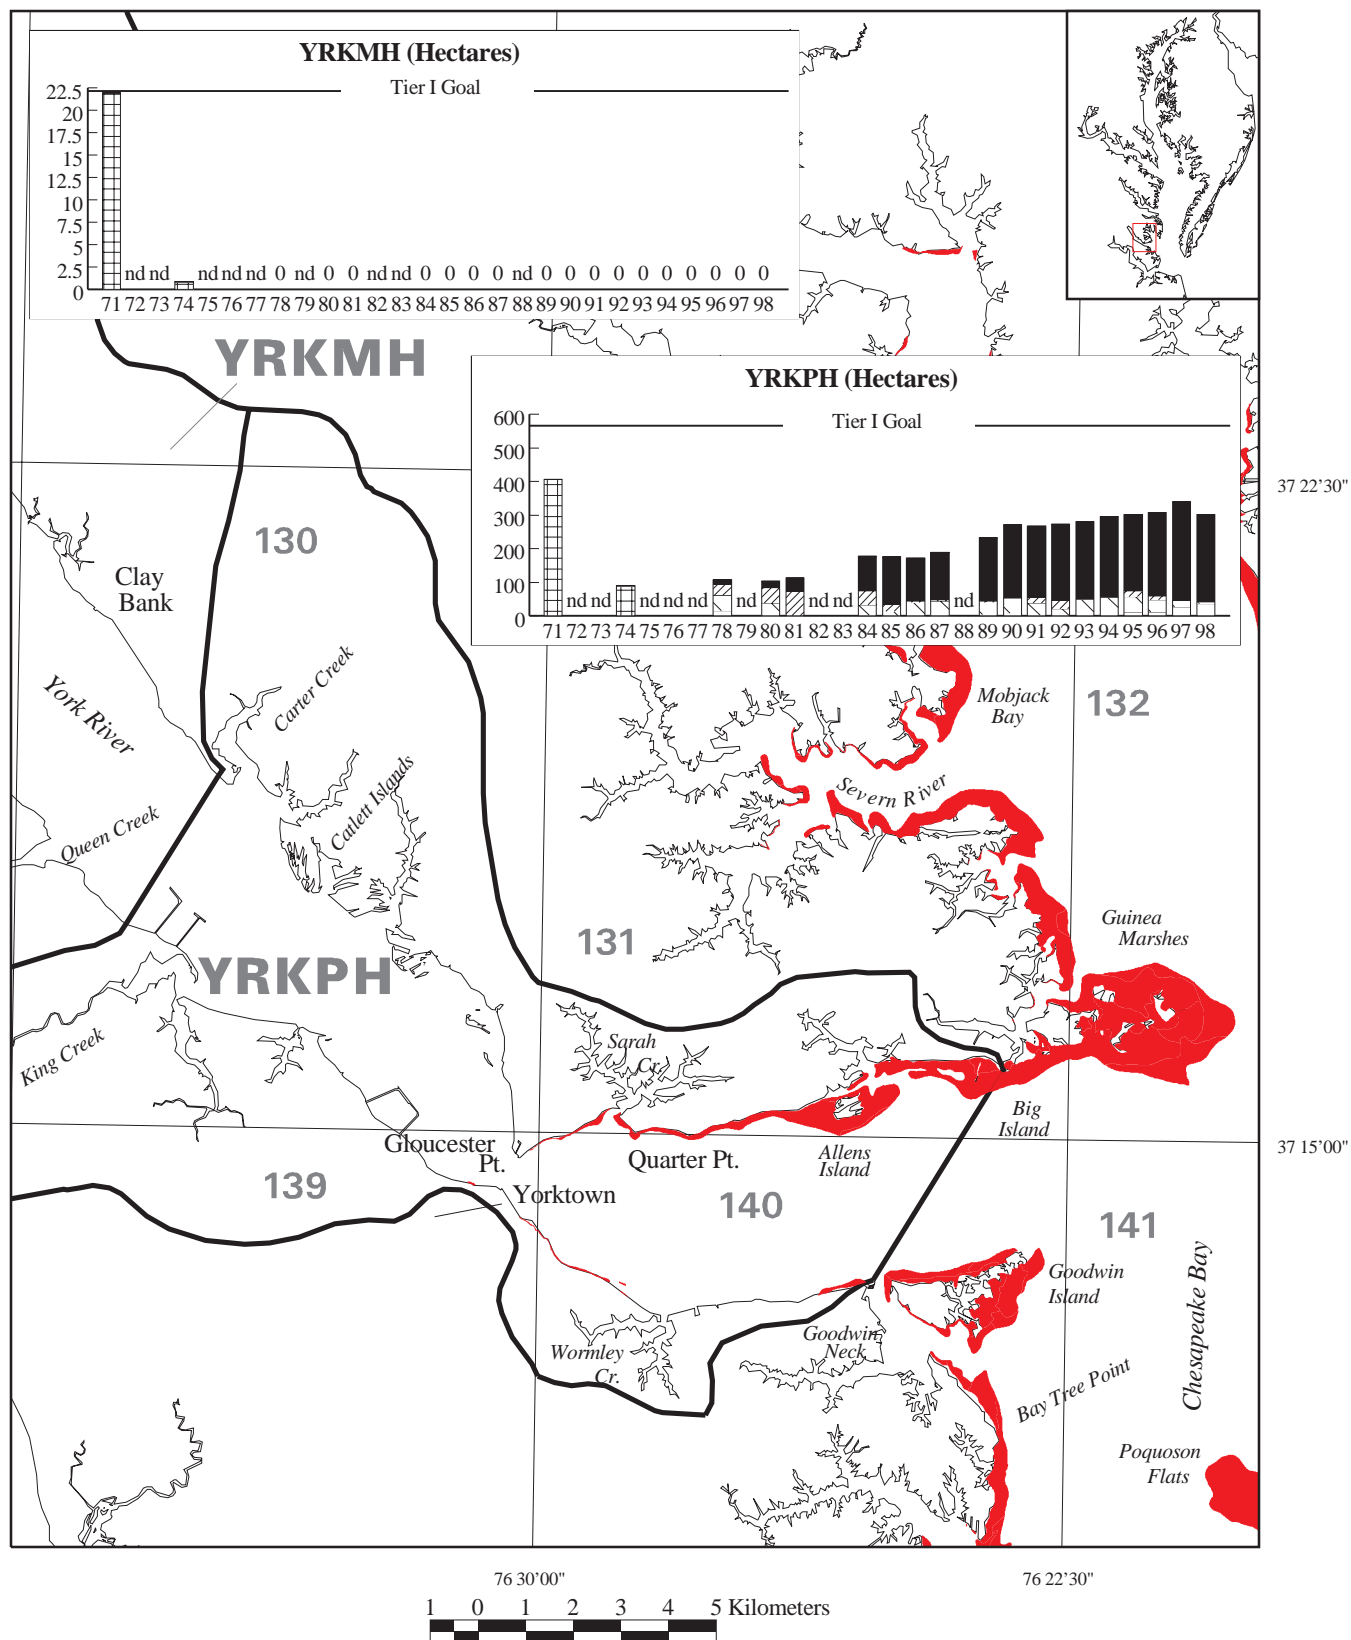 YRKMH (Hectares)
Tier I Goal
22.5
20
17.5
15
12.5
10
7.5
5
2.5
0
nd nd nd nd nd 0 nd 0 0 nd nd 0 0 0 0 nd 0 0 0 0 0 0 0 0 0 0
71 72 73 74 75 76 77 78 79 80 81 82 83 84 85 86 87 88 89 90 91 92 93 94 95 96 97 98
YRKMH
YRKPH (Hectares)
Tier I Goal
600
500
400
300
200
100
0
nd nd nd nd nd nd nd nd nd
71 72 73 74 75 76 77 78 79 80 81 82 83 84 85 86 87 88 89 90 91 92 93 94 95 96 97 98
37 22'30"
130
Clay
Bank
York River
Carter Creek
Catlett Islands
Queen Creek
Mobjack
Bay
132
Severn River
Guinea
Marshes
131
YRKPH
King Creek
Sarah
Cr.
Big
Island
Gloucester
Pt.
Quarter Pt.
Allens
Island
37 15'00"
139
Yorktown
140
141
Chesapeake Bay
Goodwin
Island
Goodwin
Neck
Wormley
Cr.
Bay Tree Point
Poquoson
Flats
76 30'00"
76 22'30"
1 0 1 2 3 4 5 Kilometers